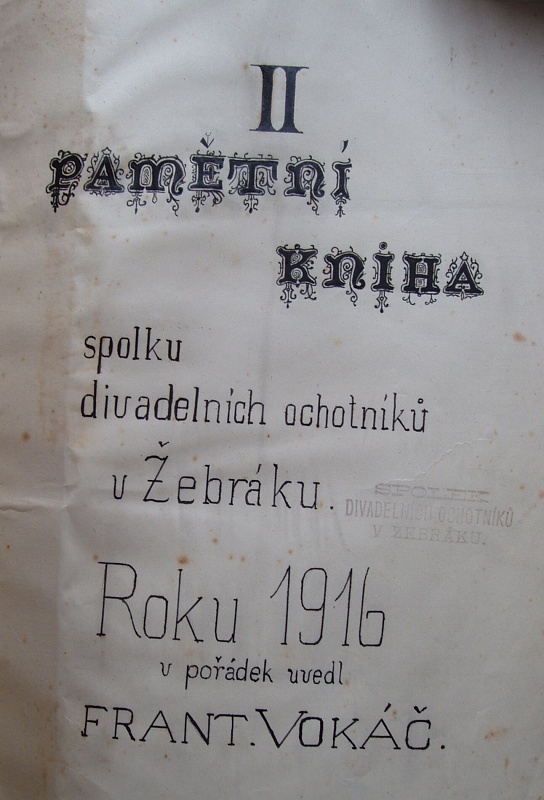 II
PAMĚTNÍ
KNIHA
spolku
divadelních ochotníků
v Žebráku.
SPOLEK
DIVADELNÍCH OCHOTNÍKŮ
V ŽEBRÁKU.
Roku 1916
v pořádek uvedl
FRANT. VOKÁČ.